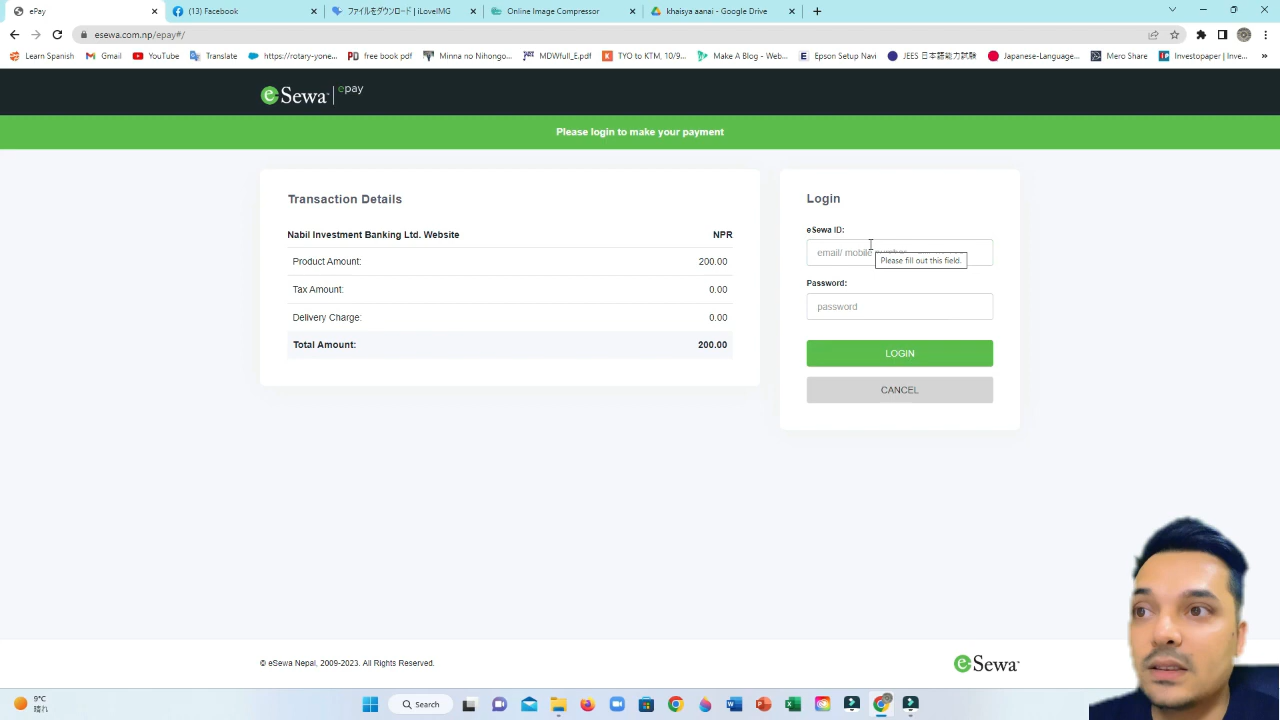 ePay
(13) Facebook
ファイルをダウンロード | iLoveIMG
Online Image Compressor
khaisya aanai - Google Drive
esewa.com.np/epay#/
Learn Spanish
Gmail
YouTube
Translate
https://rotary-yone...
free book pdf
Minna no Nihongo...
MDWfull_E.pdf
TYO to KTM, 10/9...
Make A Blog - Web...
Epson Setup Navi
JEES 日本語能力試験
Japanese-Language...
Mero Share
Investopaper | Inve...
eSewa epay
Please login to make your payment
Transaction Details
Nabil Investment Banking Ltd. Website NPR
Product Amount: 200.00
Tax Amount: 0.00
Delivery Charge: 0.00
Total Amount: 200.00
Login
eSewa ID:
email/ mobile
Please fill out this field.
Password:
password
LOGIN
CANCEL
© eSewa Nepal, 2009-2023. All Rights Reserved.
eSewa
9°C
晴れ
Search